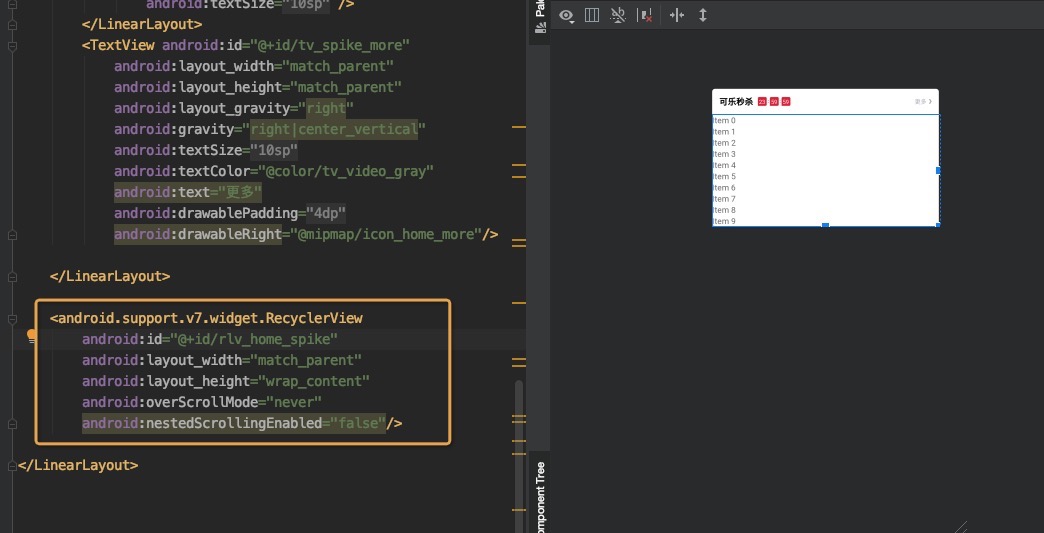 android:textSize="10sp" />
</LinearLayout>
<TextView android:id="@+id/tv_spike_more"
android:layout_width="match_parent"
android:layout_height="match_parent"
android:layout_gravity="right"
android:gravity="right|center_vertical"
android:textSize="10sp"
android:textColor="@color/tv_video_gray"
android:text="更多"
android:drawablePadding="4dp"
android:drawableRight="@mipmap/icon_home_more"/>
</LinearLayout>
<android.support.v7.widget.RecyclerView
android:id="@+id/rlv_home_spike"
android:layout_width="match_parent"
android:layout_height="wrap_content"
android:overScrollMode="never"
android:nestedScrollingEnabled="false"/>
</LinearLayout>
Pale
omponent Tree
可乐秒杀 23 59 59 更多
Item 0
Item 1
Item 2
Item 3
Item 4
Item 5
Item 6
Item 7
Item 8
Item 9